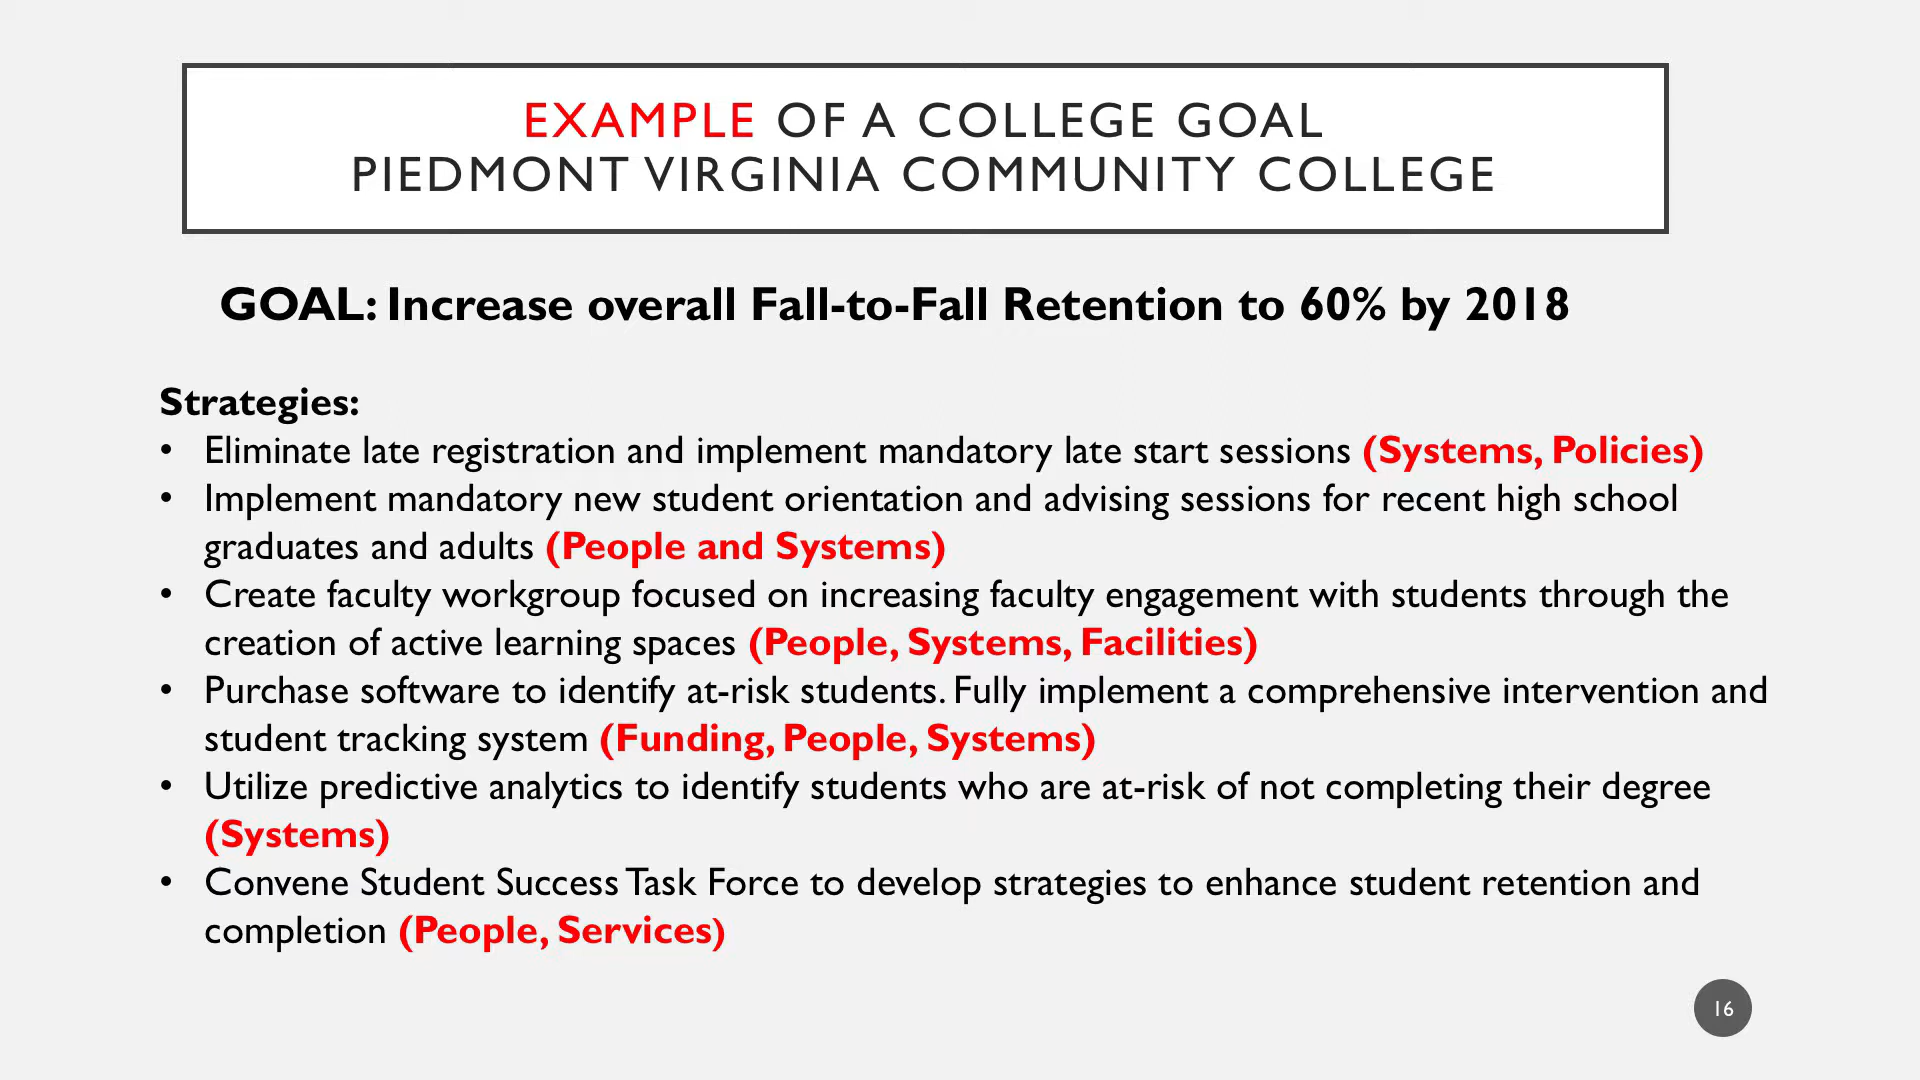 EXAMPLE OF A COLLEGE GOAL
PIEDMONT VIRGINIA COMMUNITY COLLEGE
GOAL: Increase overall Fall-to-Fall Retention to 60% by 2018
Strategies:
• Eliminate late registration and implement mandatory late start sessions (Systems, Policies)
• Implement mandatory new student orientation and advising sessions for recent high school
graduates and adults (People and Systems)
• Create faculty workgroup focused on increasing faculty engagement with students through the
creation of active learning spaces (People, Systems, Facilities)
• Purchase software to identify at-risk students. Fully implement a comprehensive intervention and
student tracking system (Funding, People, Systems)
• Utilize predictive analytics to identify students who are at-risk of not completing their degree
(Systems)
• Convene Student Success Task Force to develop strategies to enhance student retention and
completion (People, Services)
16